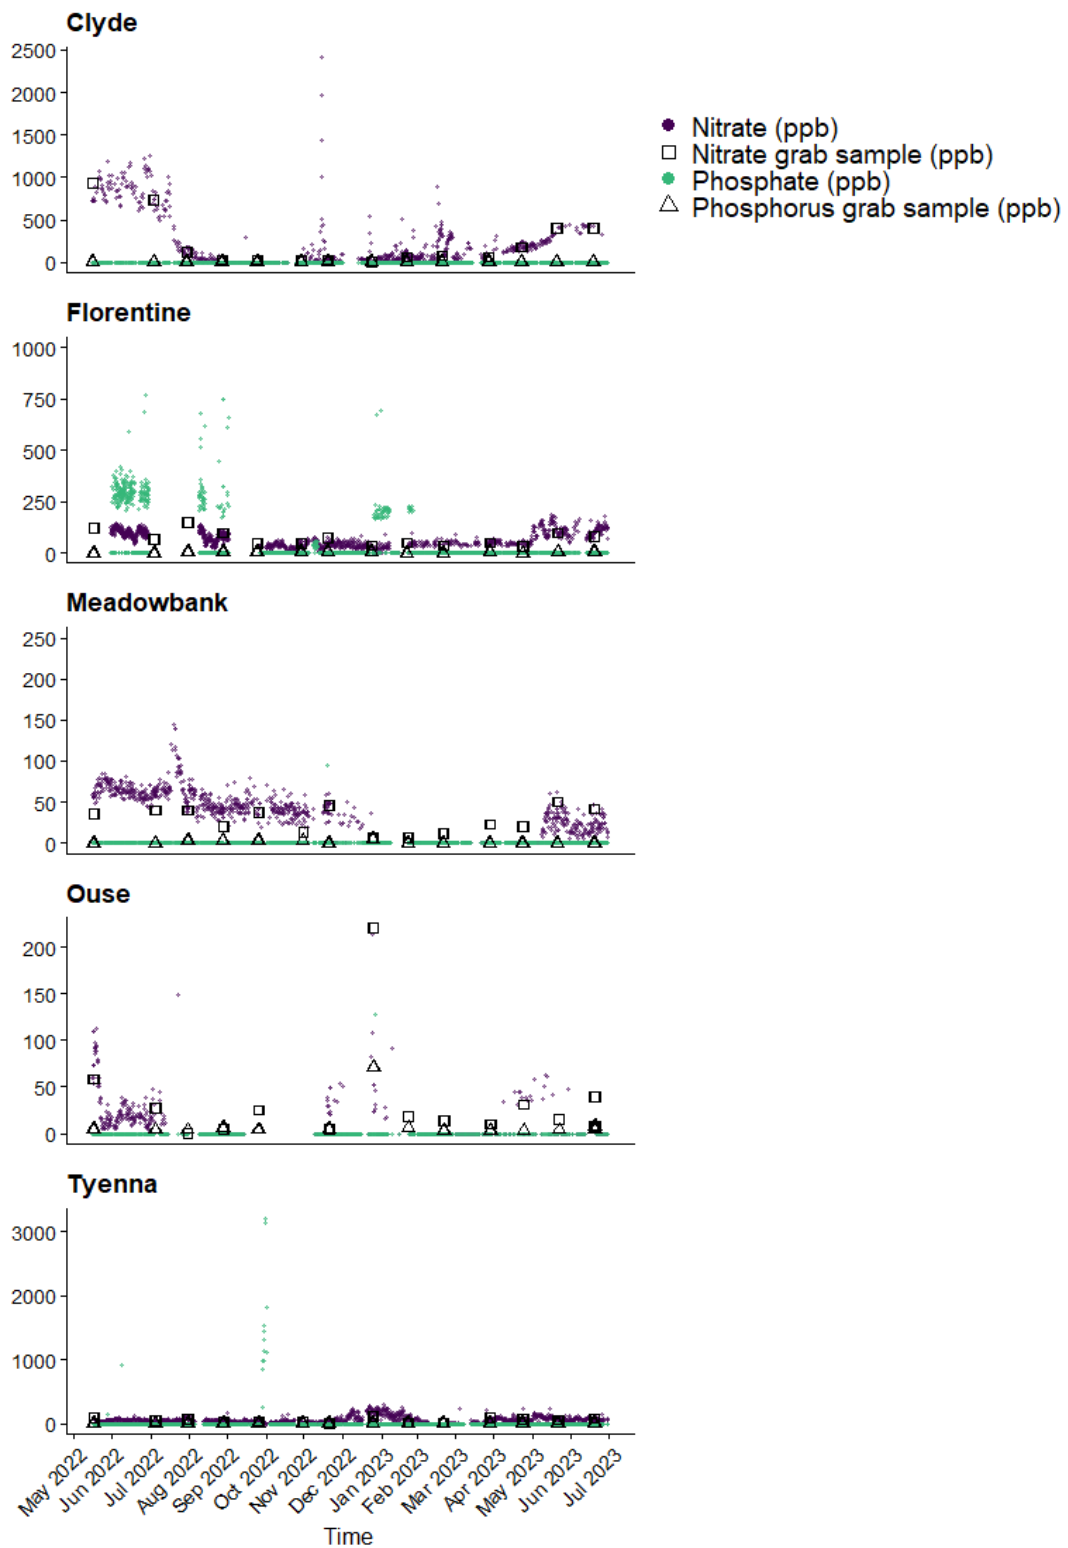 Clyde
2500
2000
1500
1000
500
0
Nitrate (ppb)
Nitrate grab sample (ppb)
Phosphate (ppb)
Phosphorus grab sample (ppb)
Florentine
1000
750
500
250
0
Meadowbank
250
200
150
100
50
0
Ouse
200
150
100
50
0
Tyenna
3000
2000
1000
0
May 2022
Jun 2022
Jul 2022
Aug 2022
Sep 2022
Oct 2022
Nov 2022
Dec 2022
Jan 2023
Feb 2023
Mar 2023
Apr 2023
May 2023
Jun 2023
Jul 2023
Time